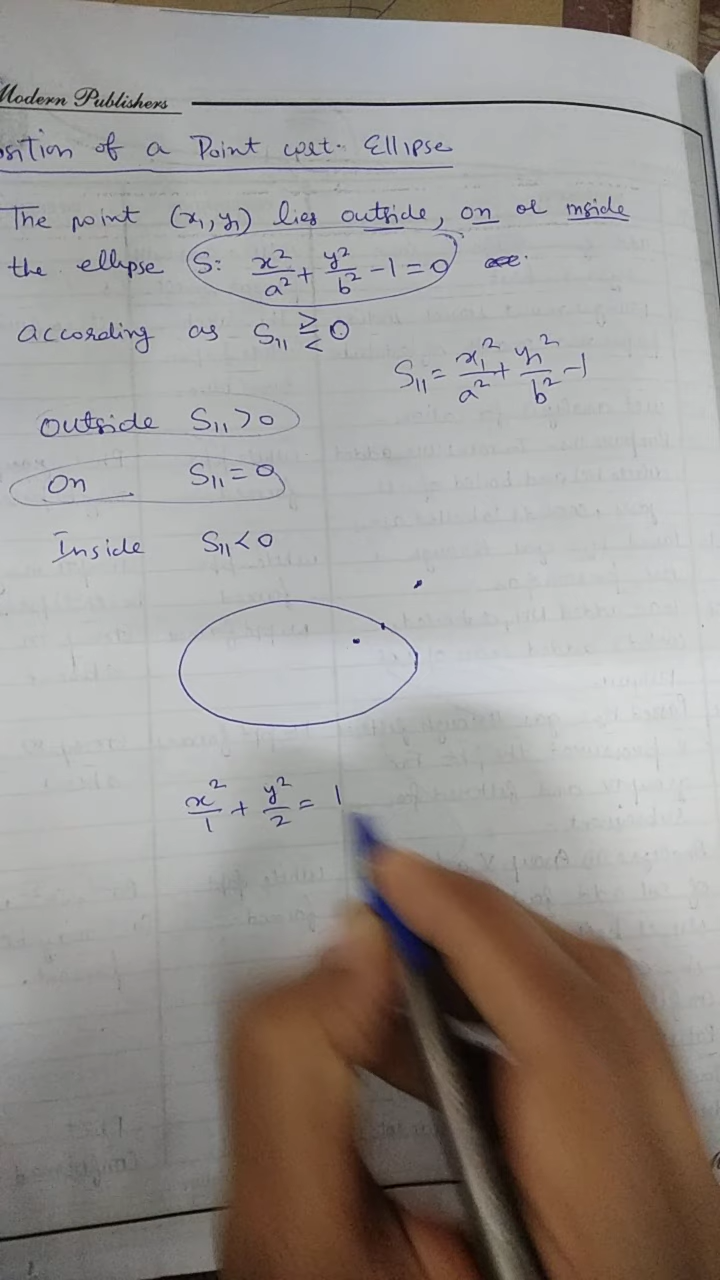 Modern Publishers
osition of a Point w.r.t. Ellipse
The point (x₁, y₁) lies outside, on or inside
the ellipse S: x²/a² + y²/b² - 1 = 0
according as S₁₁ ⋛ 0
S₁₁ = x₁²/a² + y₁²/b² - 1
Outside S₁₁ > 0
On S₁₁ = 0
Inside S₁₁ < 0
x²/1 + y²/2 = 1